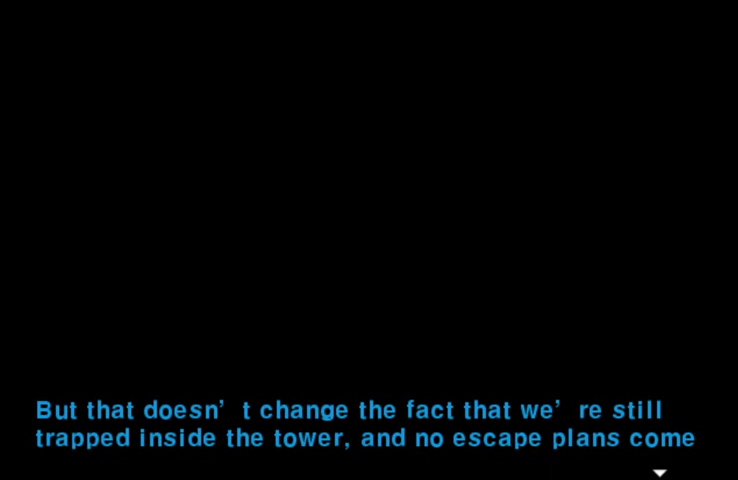 But that doesn’ t change the fact that we’ re still
trapped inside the tower, and no escape plans come